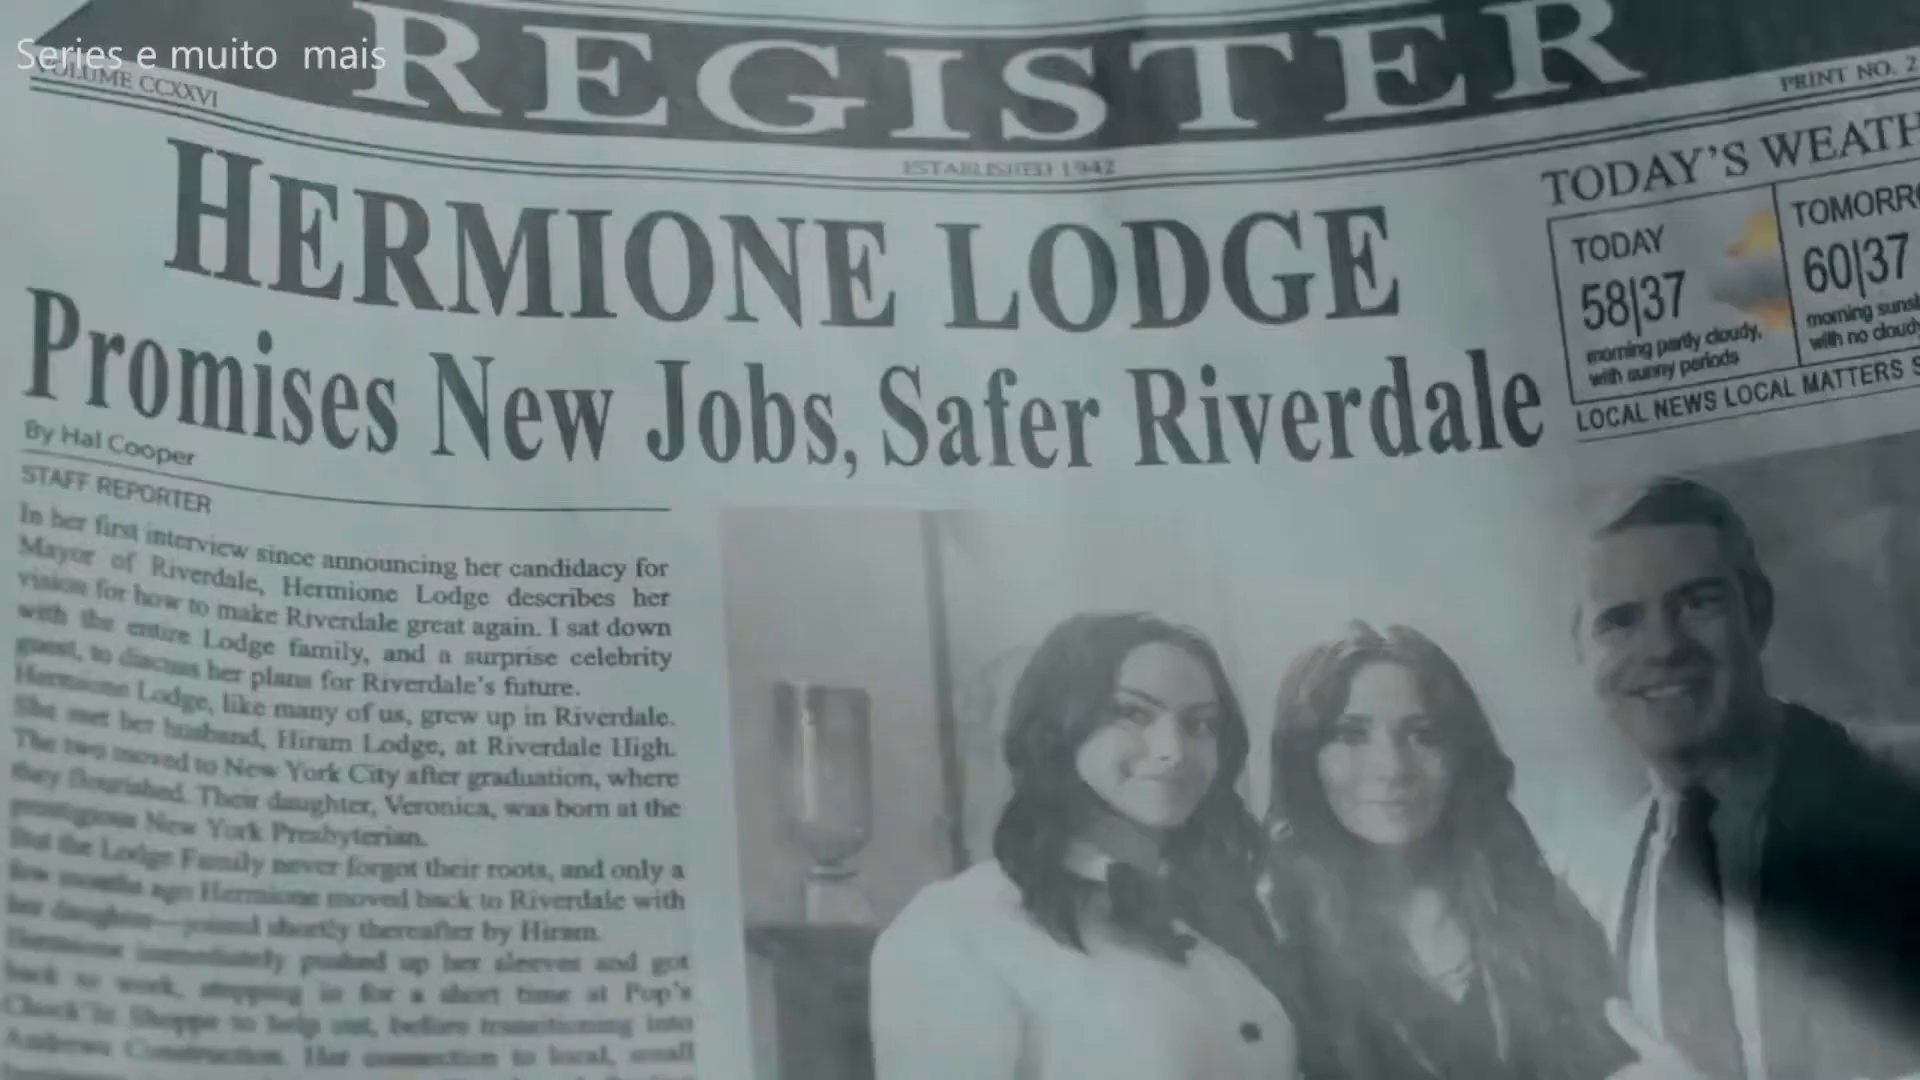 Series e muito mais
REGISTER
VOLUME CCXXVI
PRINT NO. 2
ESTABLISHED 1942
HERMIONE LODGE
Promises New Jobs, Safer Riverdale
TODAY'S WEATH
TODAY
58|37
morning partly cloudy,
with sunny periods
TOMORRO
60|37
morning sunsh
with no cloudy
LOCAL NEWS LOCAL MATTERS S
By Hal Cooper
STAFF REPORTER
In her first interview since announcing her candidacy for
Mayor of Riverdale, Hermione Lodge describes her
vision for how to make Riverdale great again. I sat down
with the entire Lodge family, and a surprise celebrity
guest, to discuss her plans for Riverdale's future.
Hermione Lodge, like many of us, grew up in Riverdale.
She met her husband, Hiram Lodge, at Riverdale High.
The two moved to New York City after graduation, where
they flourished. Their daughter, Veronica, was born at the
prestigious New York Presbyterian.
But the Lodge Family never forgot their roots, and only a
few months ago Hermione moved back to Riverdale with
her daughter—joined shortly thereafter by Hiram.
Hermione immediately pushed up her sleeves and got
back to work, stepping in for a short time at Pop's
Chock'lit Shoppe to help out, before transitioning into
Andrews Construction. Her connection to local, small